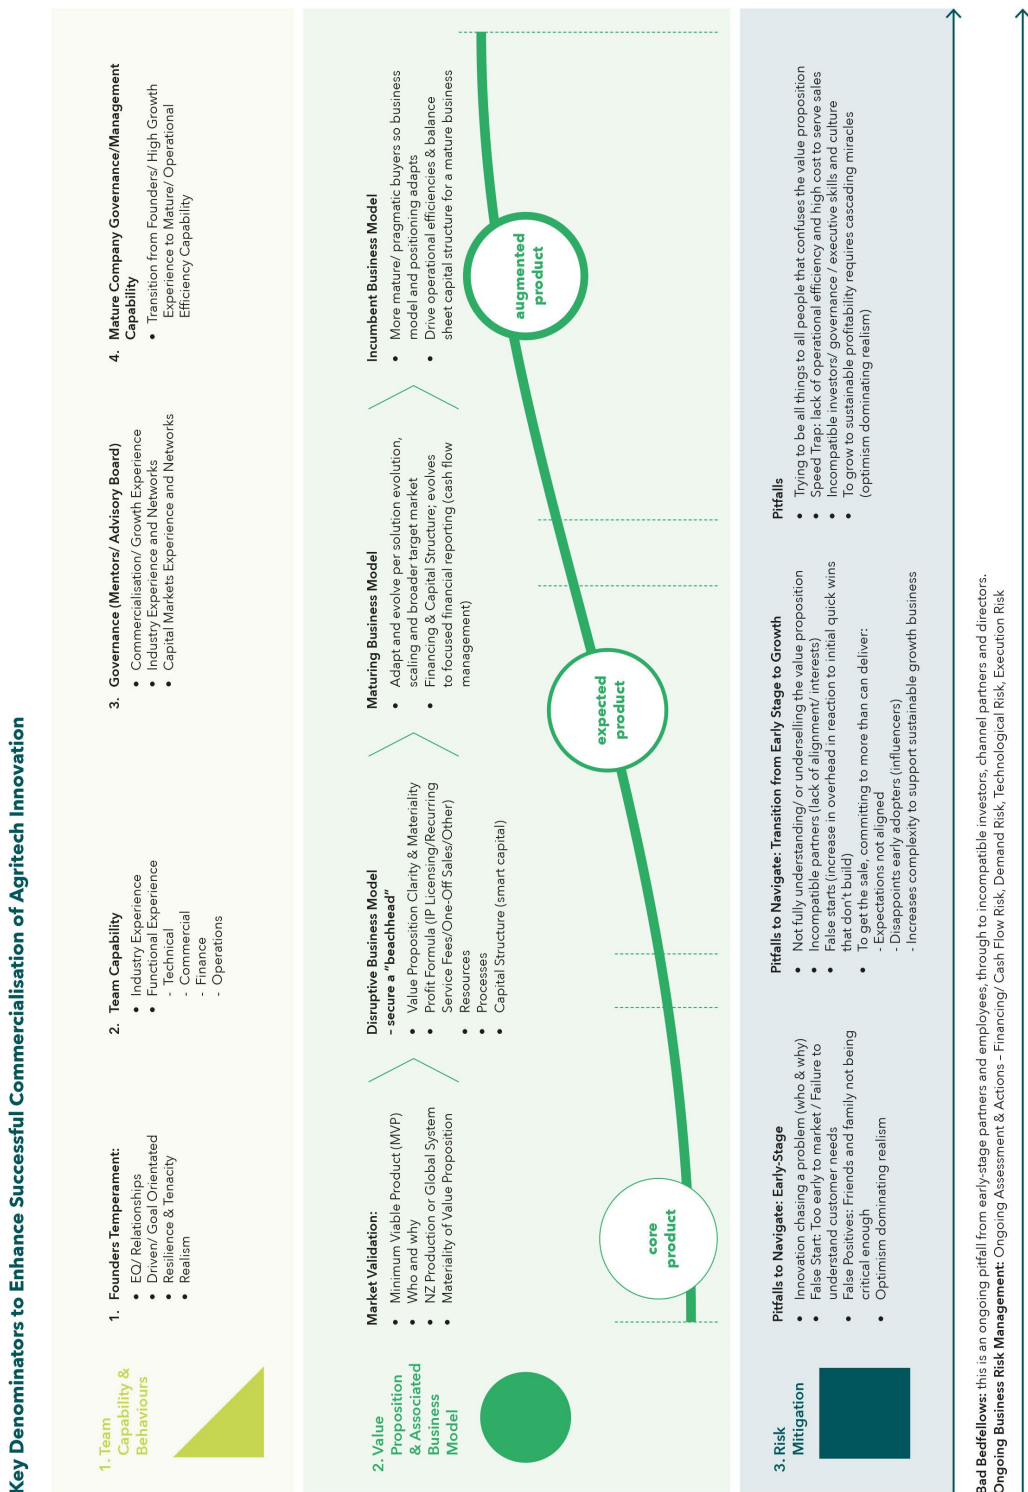 Key Denominators to Enhance Successful Commercialisation of Agritech Innovation
1. Team
Capability &
Behaviours
1. Founders Temperament:
• EQ/ Relationships
• Driven/ Goal Orientated
• Resilience & Tenacity
• Realism
2. Team Capability
• Industry Experience
• Functional Experience
- Technical
- Commercial
- Finance
- Operations
3. Governance (Mentors/ Advisory Board)
• Commercialisation/ Growth Experience
• Industry Experience and Networks
• Capital Markets Experience and Networks
4. Mature Company Governance/Management
Capability
• Transition from Founders/ High Growth
Experience to Mature/ Operational
Efficiency Capability
2. Value
Proposition
& Associated
Business
Model
Market Validation:
• Minimum Viable Product (MVP)
• Who and why
• NZ Production or Global System
• Materiality of Value Proposition
Disruptive Business Model
– secure a “beachhead”
• Value Proposition Clarity & Materiality
• Profit Formula (IP Licensing/Recurring
Service Fees/One-Off Sales/Other)
• Resources
• Processes
• Capital Structure (smart capital)
Maturing Business Model
• Adapt and evolve per solution evolution,
scaling and broader target market
• Financing & Capital Structure; evolves
to focused financial reporting (cash flow
management)
Incumbent Business Model
• More mature/ pragmatic buyers so business
model and positioning adapts
• Drive operational efficiencies & balance
sheet capital structure for a mature business
core
product
expected
product
augmented
product
3. Risk
Mitigation
Pitfalls to Navigate: Early-Stage
• Innovation chasing a problem (who & why)
• False Start: Too early to market / Failure to
understand customer needs
• False Positives: Friends and family not being
critical enough
• Optimism dominating realism
Pitfalls to Navigate: Transition from Early Stage to Growth
• Not fully understanding/ or underselling the value proposition
• Incompatible partners (lack of alignment/ interests)
• False starts (increase in overhead in reaction to initial quick wins
that don’t build)
• To get the sale, committing to more than can deliver:
- Expectations not aligned
- Disappoints early adopters (influencers)
- Increases complexity to support sustainable growth business
Pitfalls
• Trying to be all things to all people that confuses the value proposition
• Speed Trap: lack of operational efficiency and high cost to serve sales
• Incompatible investors/ governance / executive skills and culture
• To grow to sustainable profitability requires cascading miracles
(optimism dominating realism)
Bad Bedfellows: this is an ongoing pitfall from early-stage partners and employees, through to incompatible investors, channel partners and directors.
Ongoing Business Risk Management: Ongoing Assessment & Actions – Financing/ Cash Flow Risk, Demand Risk, Technological Risk, Execution Risk